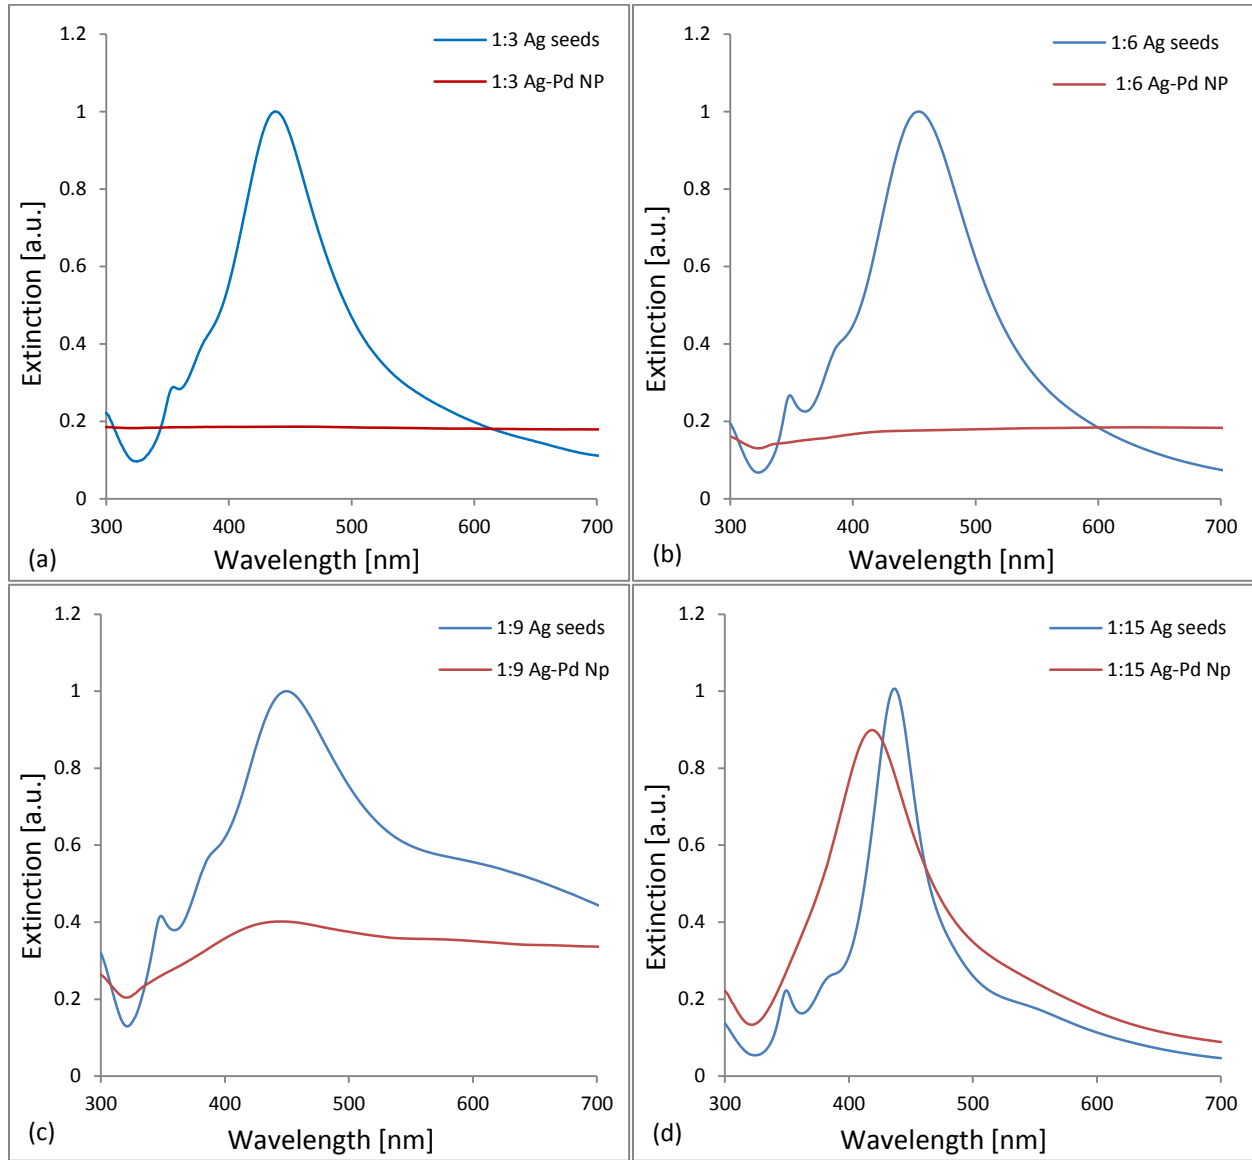 1.2
1
0.8
0.6
0.4
0.2
0
300
400
500
600
700
Extinction [a.u.]
Wavelength [nm]
1:3 Ag seeds
1:3 Ag-Pd NP
(a)
1.2
1
0.8
0.6
0.4
0.2
0
300
400
500
600
700
Extinction [a.u.]
Wavelength [nm]
1:6 Ag seeds
1:6 Ag-Pd NP
(b)
1.2
1
0.8
0.6
0.4
0.2
0
300
400
500
600
700
Extinction [a.u.]
Wavelength [nm]
1:9 Ag seeds
1:9 Ag-Pd Np
(c)
1.2
1
0.8
0.6
0.4
0.2
0
300
400
500
600
700
Extinction [a.u.]
Wavelength [nm]
1:15 Ag seeds
1:15 Ag-Pd Np
(d)